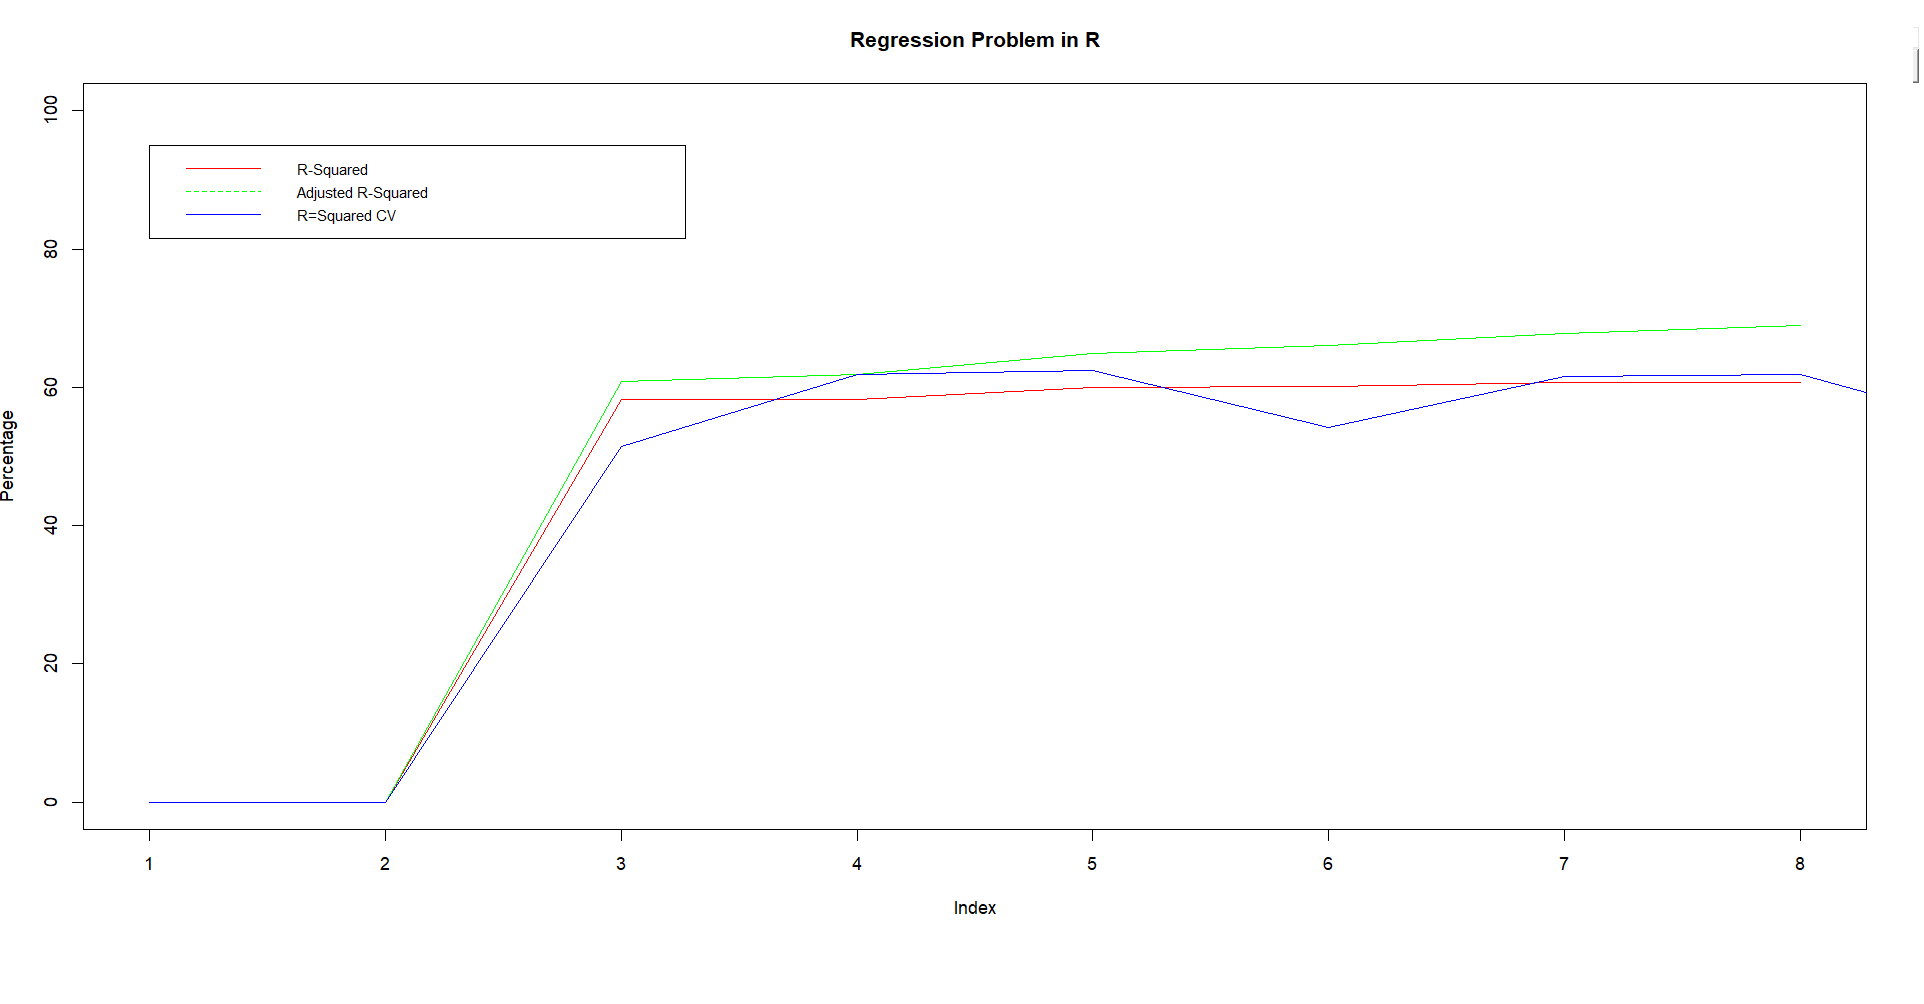 Regression Problem in R
100
80
60
40
20
0
Percentage
R-Squared
Adjusted R-Squared
R=Squared CV
1 2 3 4 5 6 7 8
Index